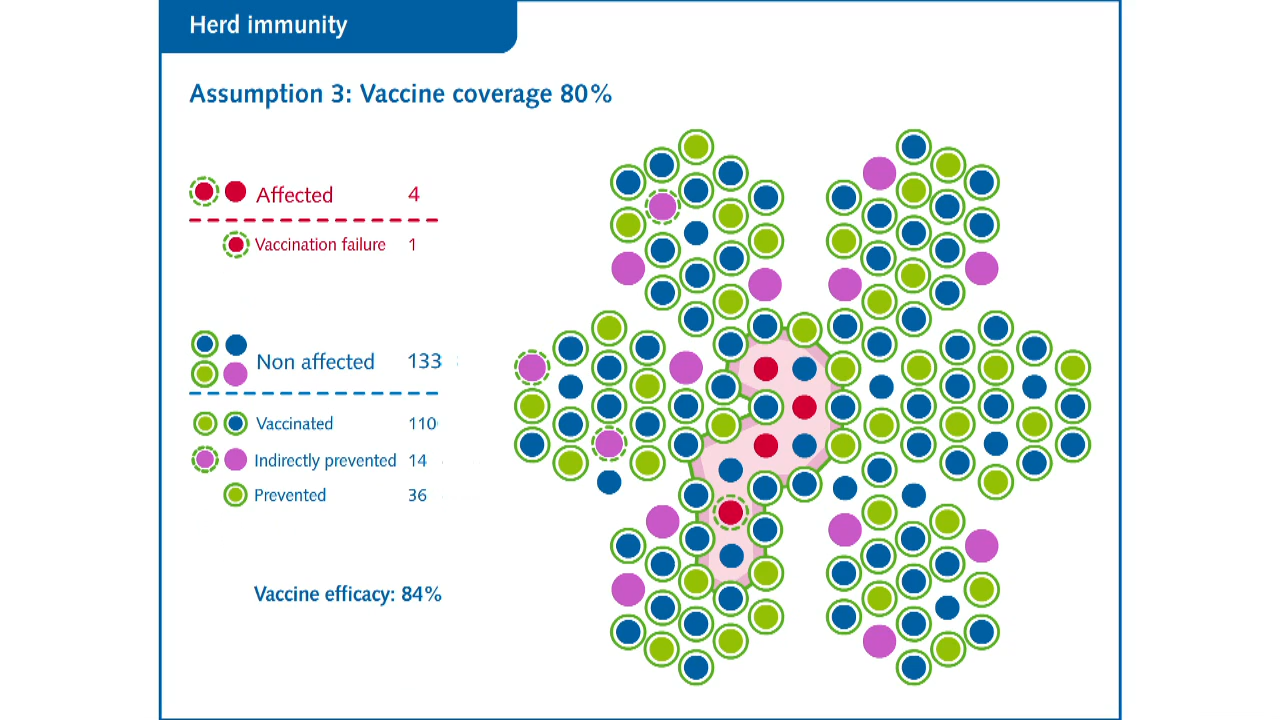 Herd immunity
Assumption 3: Vaccine coverage 80%
Affected 4
Vaccination failure 1
Non affected 133
Vaccinated 110
Indirectly prevented 14
Prevented 36
Vaccine efficacy: 84%